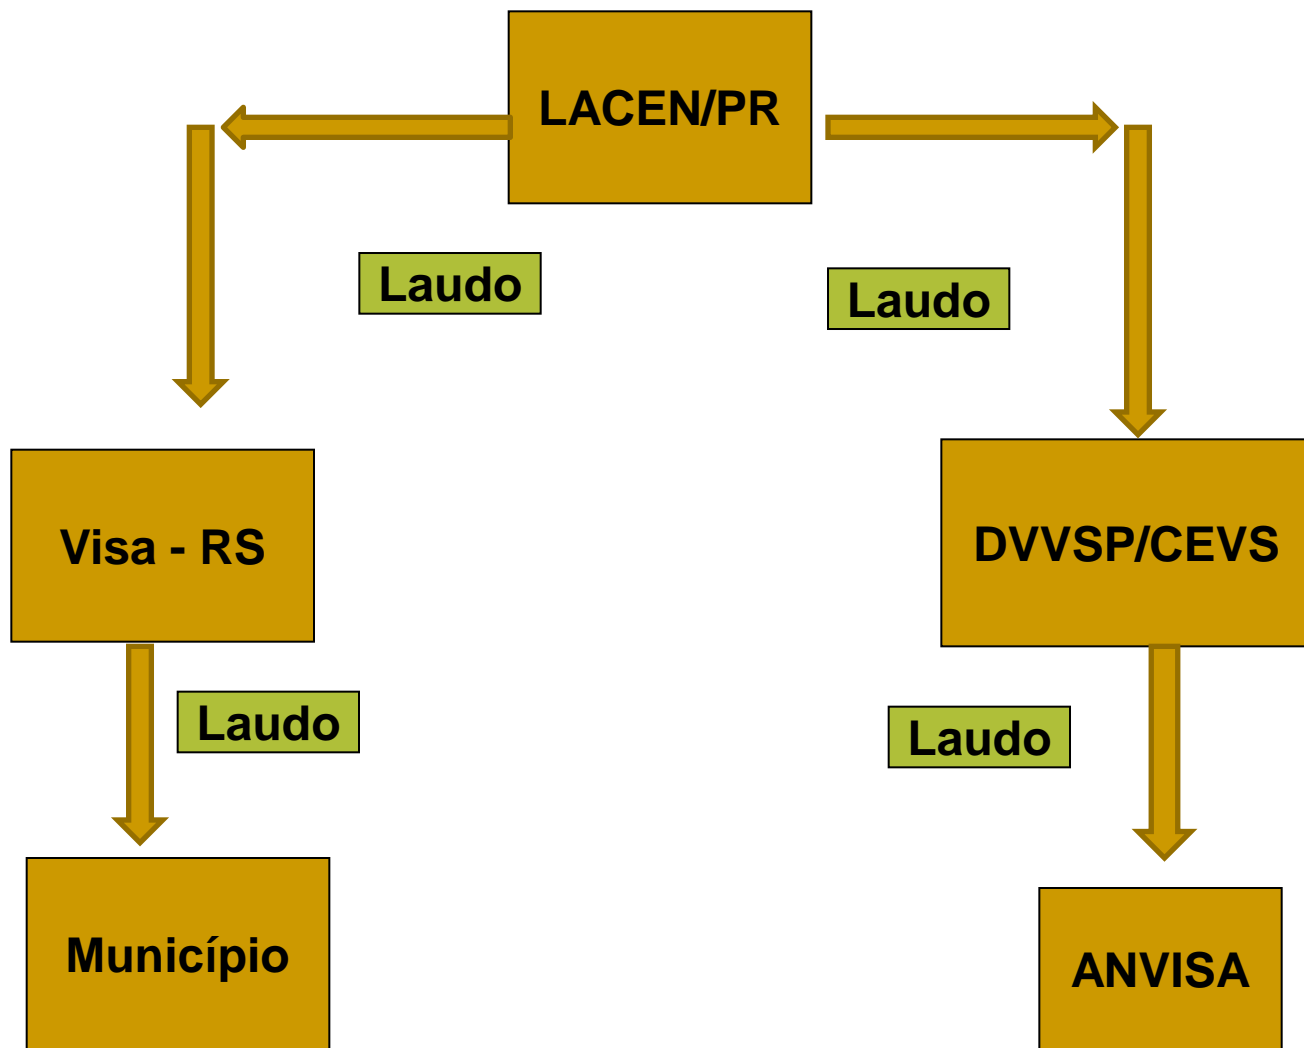 LACEN/PR
Laudo
Laudo
Visa - RS
DVVSP/CEVS
Laudo
Laudo
Município
ANVISA